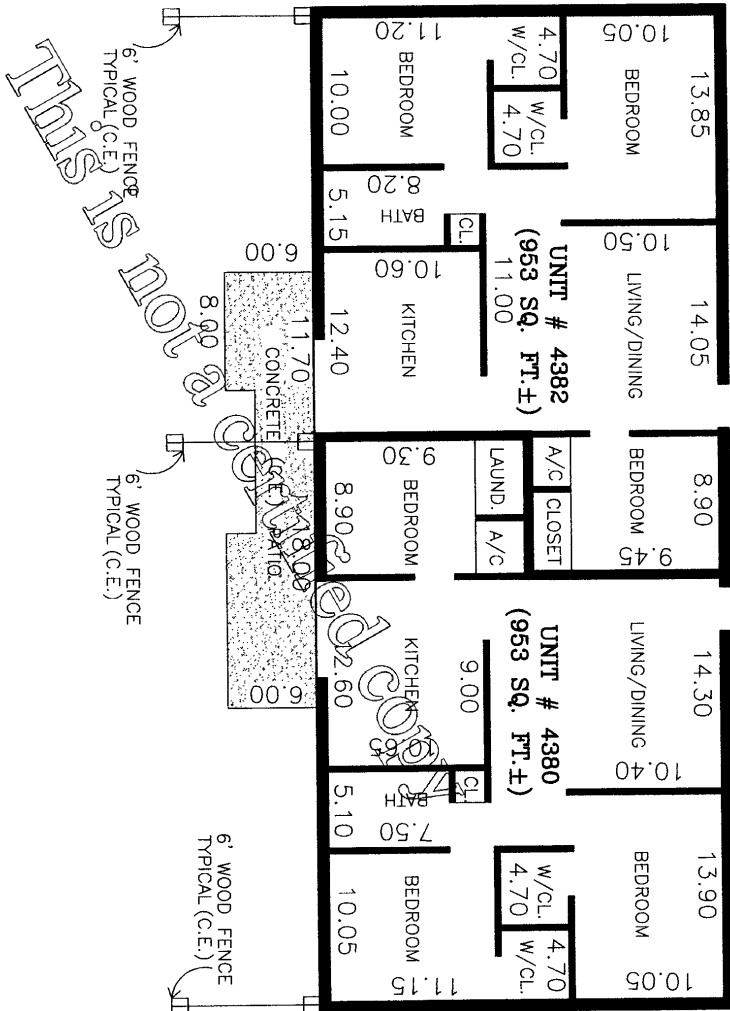 6' WOOD FENCE
TYPICAL (C.E.)
11.20
BEDROOM
10.00
4.70
W/CL.
W/CL.
4.70
10.05
BEDROOM
13.85
8.20
BATH
5.15
CL.
UNIT # 4382
(953 SQ. FT.±)
11.00
10.50
LIVING/DINING
14.05
10.60
KITCHEN
12.40
6.00
8.00
11.70
CONCRETE
PATIO
18.00
6.00
6' WOOD FENCE
TYPICAL (C.E.)
9.30
BEDROOM
8.90
LAUND.
A/C
A/C
CLOSET
BEDROOM
8.90
9.45
UNIT # 4380
(953 SQ. FT.±)
LIVING/DINING
14.30
10.40
KITCHEN
9.00
10.65
CL.
BATH
5.10
7.50
BEDROOM
10.05
11.15
W/CL.
4.70
4.70
W/CL.
BEDROOM
13.90
10.05
6' WOOD FENCE
TYPICAL (C.E.)
This is not a certified copy